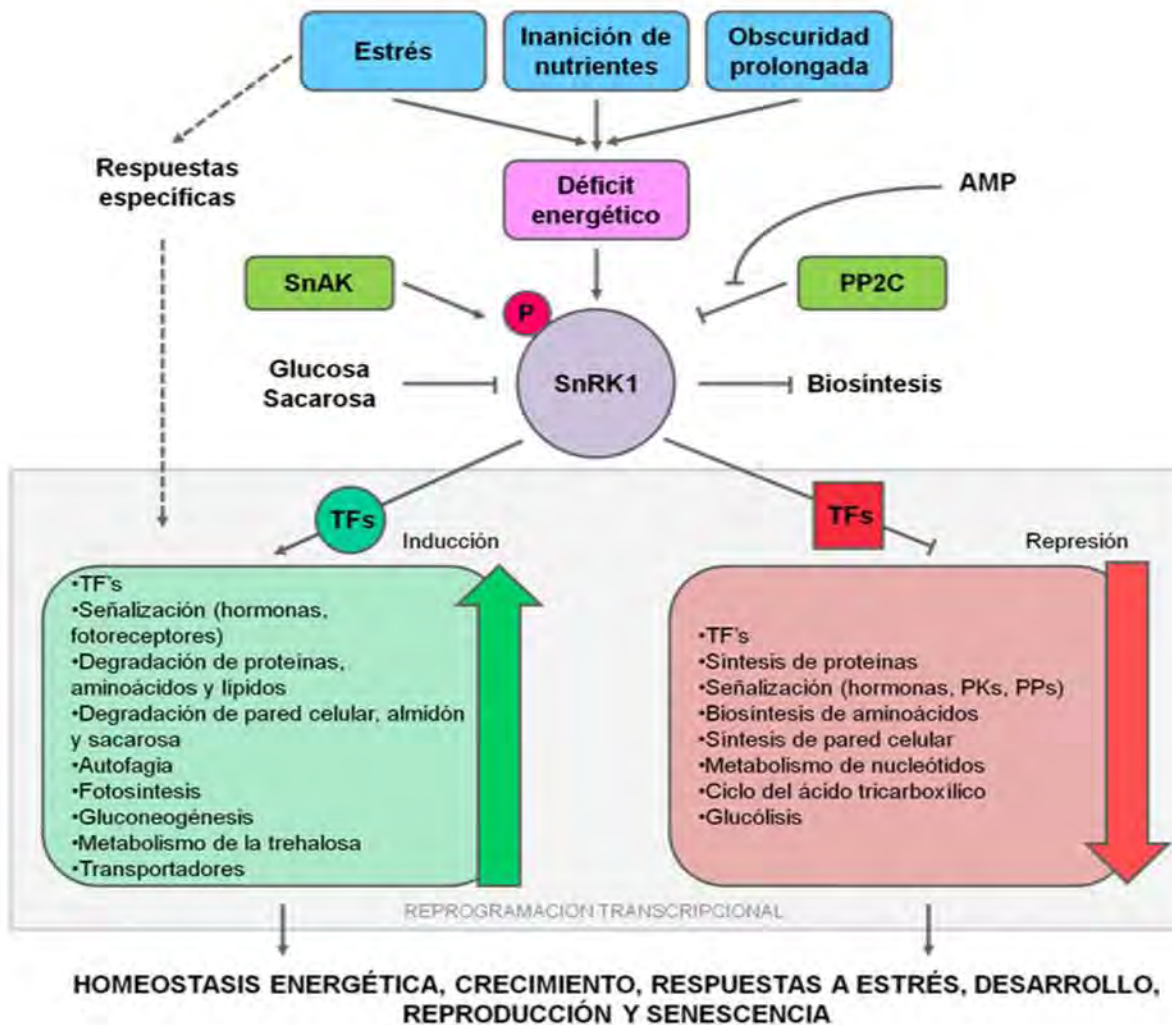 Estrés
Inanición de
nutrientes
Obscuridad
prolongada
Respuestas
específicas
Déficit
energético
AMP
SnAK
PP2C
P
Glucosa
Sacarosa
SnRK1
Biosíntesis
TFs
Inducción
TFs
Represión
•TF's
•Señalización (hormonas,
fotoreceptores)
•Degradación de proteínas,
aminoácidos y lípidos
•Degradación de pared celular, almidón
y sacarosa
•Autofagia
•Fotosíntesis
•Gluconeogénesis
•Metabolismo de la trehalosa
•Transportadores
•TF's
•Síntesis de proteínas
•Señalización (hormonas, PKs, PPs)
•Biosíntesis de aminoácidos
•Síntesis de pared celular
•Metabolismo de nucleótidos
•Ciclo del ácido tricarboxílico
•Glucólisis
REPROGRAMACIÓN TRANSCRIPCIONAL
HOMEOSTASIS ENERGÉTICA, CRECIMIENTO, RESPUESTAS A ESTRÉS, DESARROLLO,
REPRODUCCIÓN Y SENESCENCIA